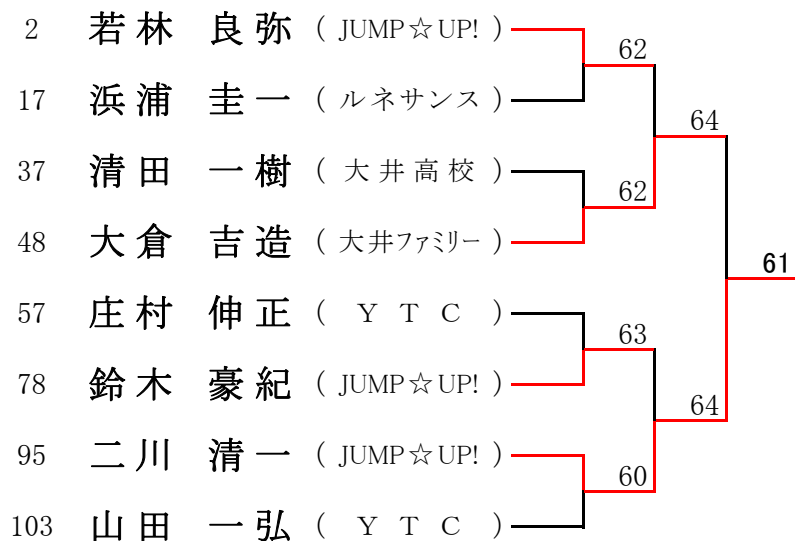 2 若林 良弥 ( JUMP☆UP! )
62
17 浜浦 圭一 ( ルネサンス )
64
37 清田 一樹 ( 大井高校 )
62
48 大倉 吉造 ( 大井ファミリー )
61
57 庄村 伸正 ( YTC )
63
78 鈴木 豪紀 ( JUMP☆UP! )
64
95 二川 清一 ( JUMP☆UP! )
60
103 山田 一弘 ( YTC )